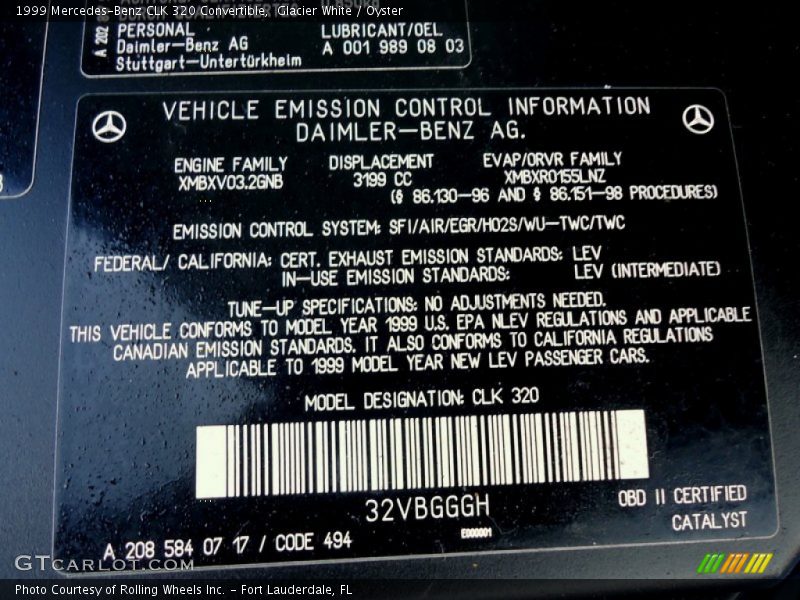 1999 Mercedes-Benz CLK 320 Convertible, Glacier White / Oyster
A 202
PERSONAL
Daimler-Benz AG
Stuttgart-Untertürkheim
LUBRICANT/OEL
A 001 989 08 03
VEHICLE EMISSION CONTROL INFORMATION
DAIMLER-BENZ AG.
ENGINE FAMILY DISPLACEMENT EVAP/ORVR FAMILY
XMBXV03.2GNB 3199 CC XMBXR0155LNZ
(§ 86.130-96 AND § 86.151-98 PROCEDURES)
EMISSION CONTROL SYSTEM: SFI/AIR/EGR/HO2S/WU-TWC/TWC
FEDERAL/ CALIFORNIA: CERT. EXHAUST EMISSION STANDARDS: LEV
IN-USE EMISSION STANDARDS: LEV (INTERMEDIATE)
TUNE-UP SPECIFICATIONS: NO ADJUSTMENTS NEEDED.
THIS VEHICLE CONFORMS TO MODEL YEAR 1999 U.S. EPA NLEV REGULATIONS AND APPLICABLE
CANADIAN EMISSION STANDARDS. IT ALSO CONFORMS TO CALIFORNIA REGULATIONS
APPLICABLE TO 1999 MODEL YEAR NEW LEV PASSENGER CARS.
MODEL DESIGNATION: CLK 320
32VBGGGH
OBD II CERTIFIED
CATALYST
E000001
A 208 584 07 17 / CODE 494
GTCARLOT.COM
Photo Courtesy of Rolling Wheels Inc. - Fort Lauderdale, FL